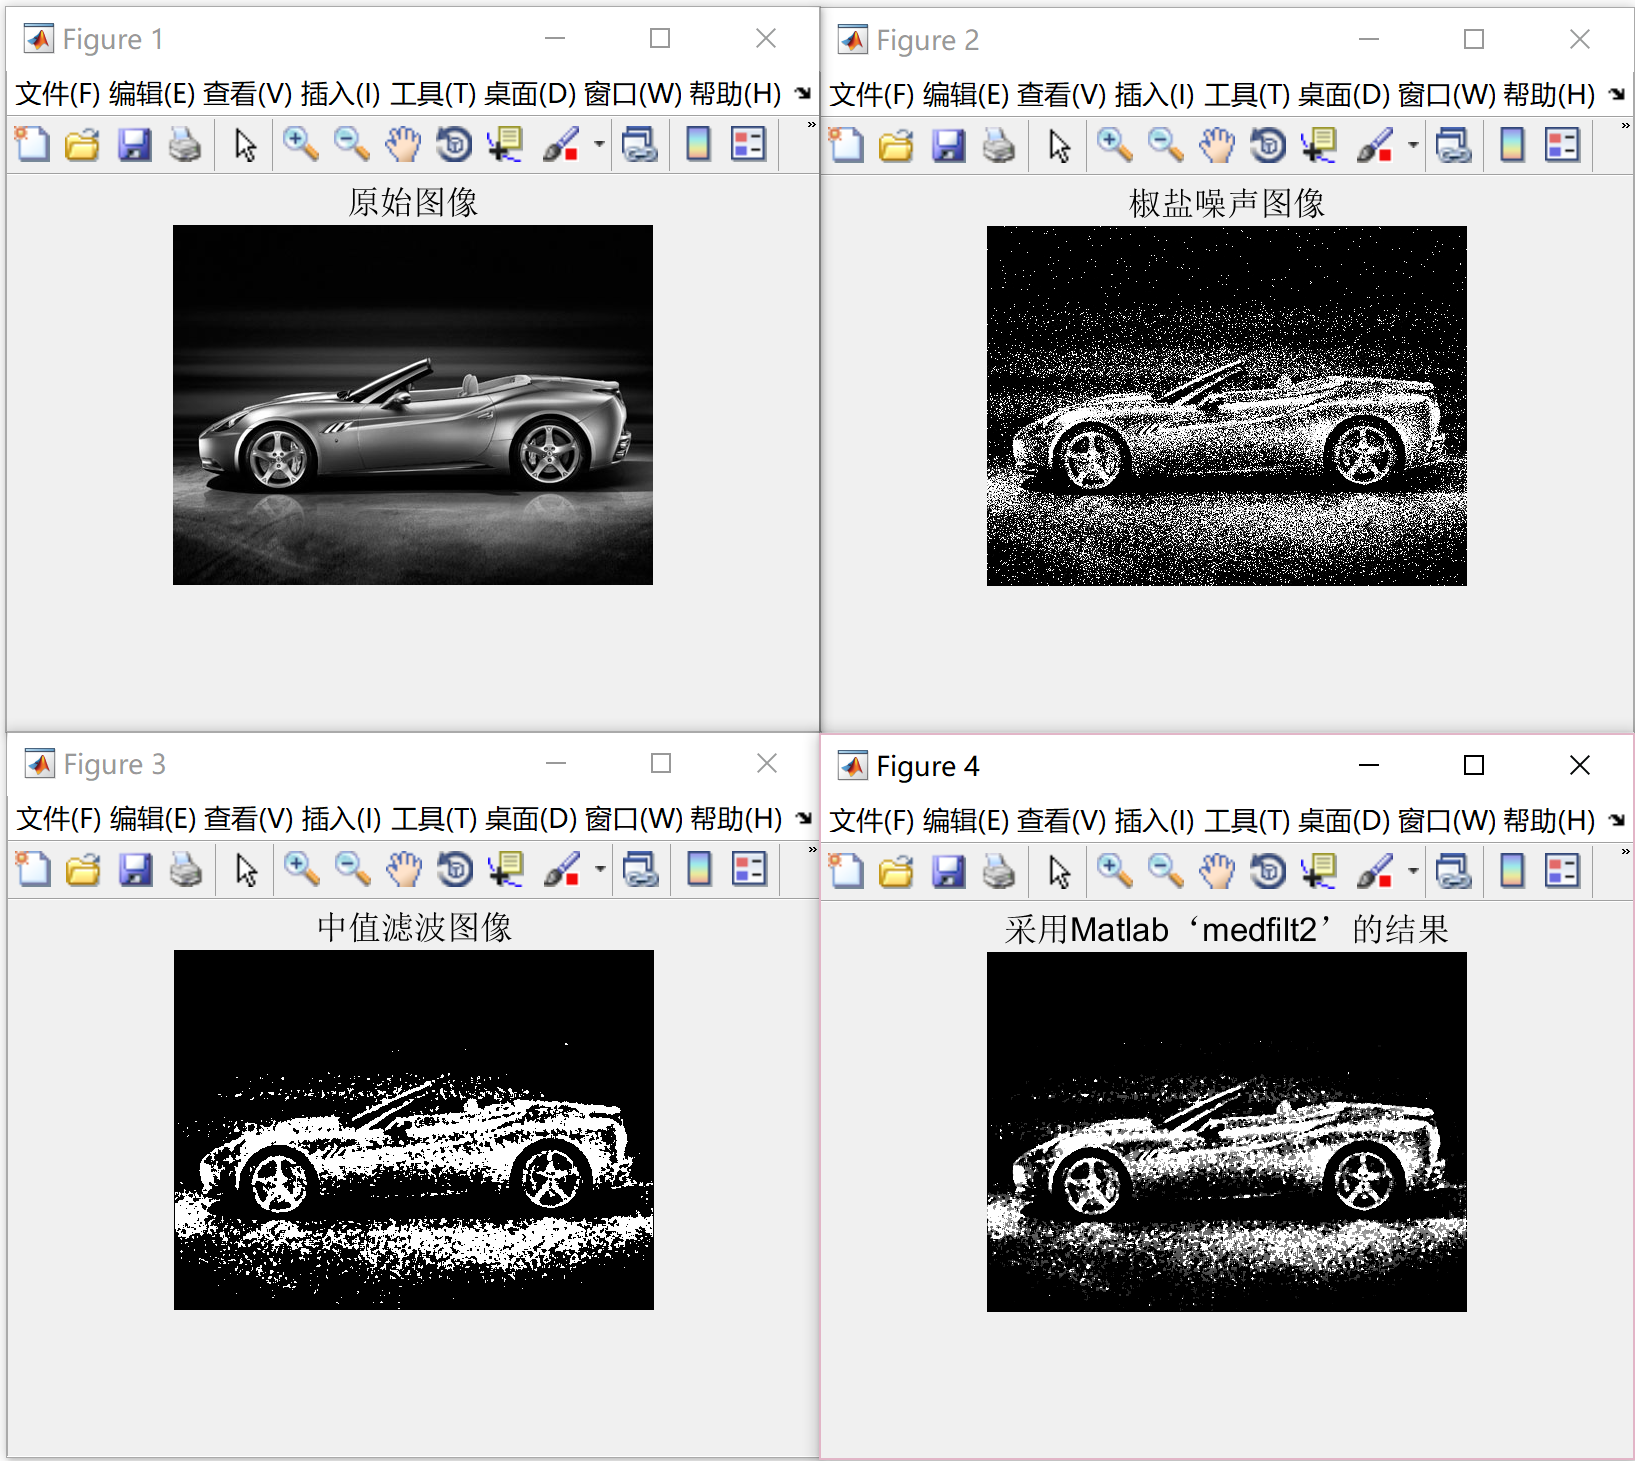 Figure 1
文件(F) 编辑(E) 查看(V) 插入(I) 工具(T) 桌面(D) 窗口(W) 帮助(H)
原始图像
Figure 2
文件(F) 编辑(E) 查看(V) 插入(I) 工具(T) 桌面(D) 窗口(W) 帮助(H)
椒盐噪声图像
Figure 3
文件(F) 编辑(E) 查看(V) 插入(I) 工具(T) 桌面(D) 窗口(W) 帮助(H)
中值滤波图像
Figure 4
文件(F) 编辑(E) 查看(V) 插入(I) 工具(T) 桌面(D) 窗口(W) 帮助(H)
采用Matlab‘medfilt2’的结果